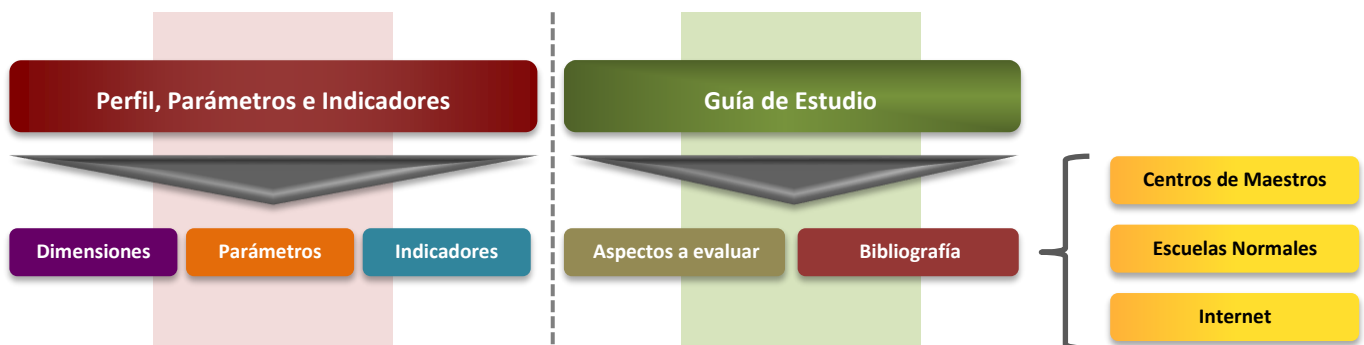 Perfil, Parámetros e Indicadores
Guía de Estudio
Dimensiones
Parámetros
Indicadores
Aspectos a evaluar
Bibliografía
Centros de Maestros
Escuelas Normales
Internet